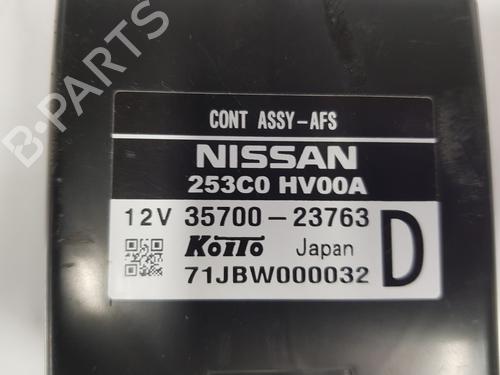 B-PARTS
CONT ASSY-AFS
NISSAN
253C0 HV00A
12V 35700-23763
KOITO Japan
D
71JBW000032